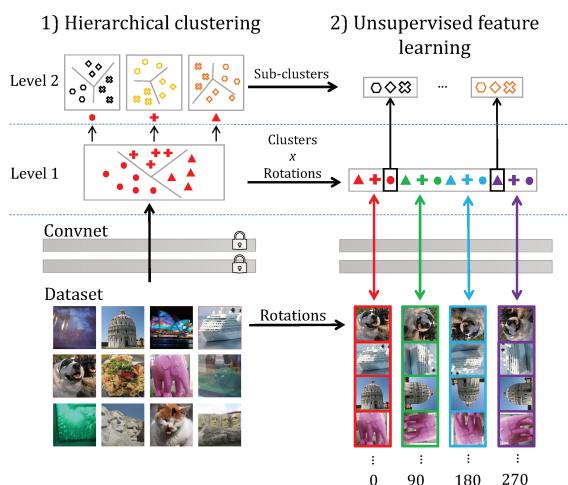 1) Hierarchical clustering
2) Unsupervised feature
learning
Level 2
Sub-clusters
...
Level 1
Clusters
x
Rotations
Convnet
Dataset
Rotations
... ... ... ...
0 90 180 270